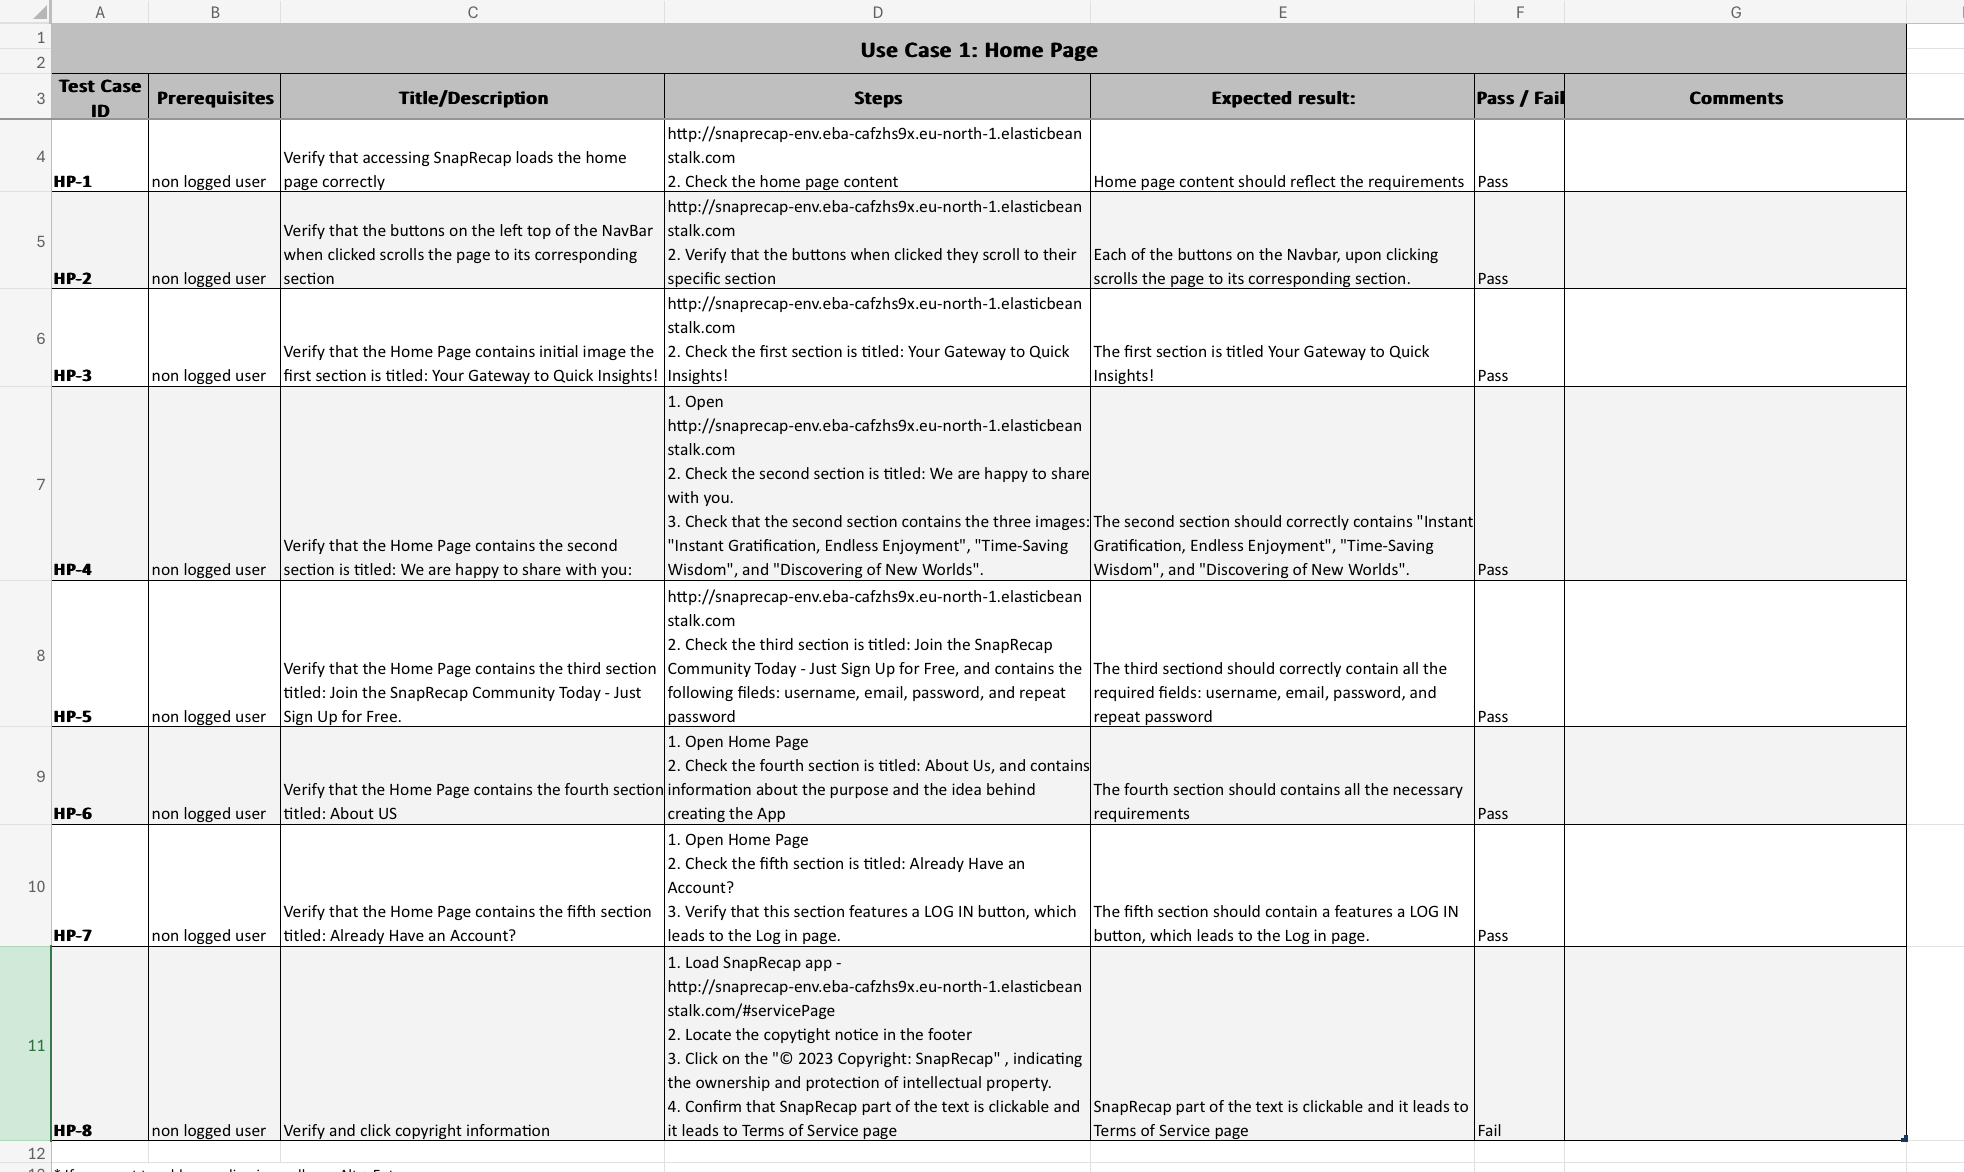 A B C D E F G
1 Use Case 1: Home Page
2
3 Test Case ID Prerequisites Title/Description Steps Expected result: Pass / Fail Comments
4
HP-1
non logged user
Verify that accessing SnapRecap loads the home
page correctly
http://snaprecap-env.eba-cafzhs9x.eu-north-1.elasticbean
stalk.com
2. Check the home page content
Home page content should reflect the requirements
Pass
5
HP-2
non logged user
Verify that the buttons on the left top of the NavBar
when clicked scrolls the page to its corresponding
section
http://snaprecap-env.eba-cafzhs9x.eu-north-1.elasticbean
stalk.com
2. Verify that the buttons when clicked they scroll to their
specific section
Each of the buttons on the Navbar, upon clicking
scrolls the page to its corresponding section.
Pass
6
HP-3
non logged user
Verify that the Home Page contains initial image the
first section is titled: Your Gateway to Quick Insights!
http://snaprecap-env.eba-cafzhs9x.eu-north-1.elasticbean
stalk.com
2. Check the first section is titled: Your Gateway to Quick
Insights!
The first section is titled Your Gateway to Quick
Insights!
Pass
7
HP-4
non logged user
Verify that the Home Page contains the second
section is titled: We are happy to share with you:
1. Open
http://snaprecap-env.eba-cafzhs9x.eu-north-1.elasticbean
stalk.com
2. Check the second section is titled: We are happy to share
with you.
3. Check that the second section contains the three images:
"Instant Gratification, Endless Enjoyment", "Time-Saving
Wisdom", and "Discovering of New Worlds".
The second section should correctly contains "Instant
Gratification, Endless Enjoyment", "Time-Saving
Wisdom", and "Discovering of New Worlds".
Pass
8
HP-5
non logged user
Verify that the Home Page contains the third section
titled: Join the SnapRecap Community Today - Just
Sign Up for Free.
http://snaprecap-env.eba-cafzhs9x.eu-north-1.elasticbean
stalk.com
2. Check the third section is titled: Join the SnapRecap
Community Today - Just Sign Up for Free, and contains the
following fileds: username, email, password, and repeat
password
The third sectiond should correctly contain all the
required fields: username, email, password, and
repeat password
Pass
9
HP-6
non logged user
Verify that the Home Page contains the fourth section
titled: About US
1. Open Home Page
2. Check the fourth section is titled: About Us, and contains
information about the purpose and the idea behind
creating the App
The fourth section should contains all the necessary
requirements
Pass
10
HP-7
non logged user
Verify that the Home Page contains the fifth section
titled: Already Have an Account?
1. Open Home Page
2. Check the fifth section is titled: Already Have an
Account?
3. Verify that this section features a LOG IN button, which
leads to the Log in page.
The fifth section should contain a features a LOG IN
button, which leads to the Log in page.
Pass
11
HP-8
non logged user
Verify and click copyright information
1. Load SnapRecap app -
http://snaprecap-env.eba-cafzhs9x.eu-north-1.elasticbean
stalk.com/#servicePage
2. Locate the copytight notice in the footer
3. Click on the "© 2023 Copyright: SnapRecap" , indicating
the ownership and protection of intellectual property.
4. Confirm that SnapRecap part of the text is clickable and
it leads to Terms of Service page
SnapRecap part of the text is clickable and it leads to
Terms of Service page
Fail
12